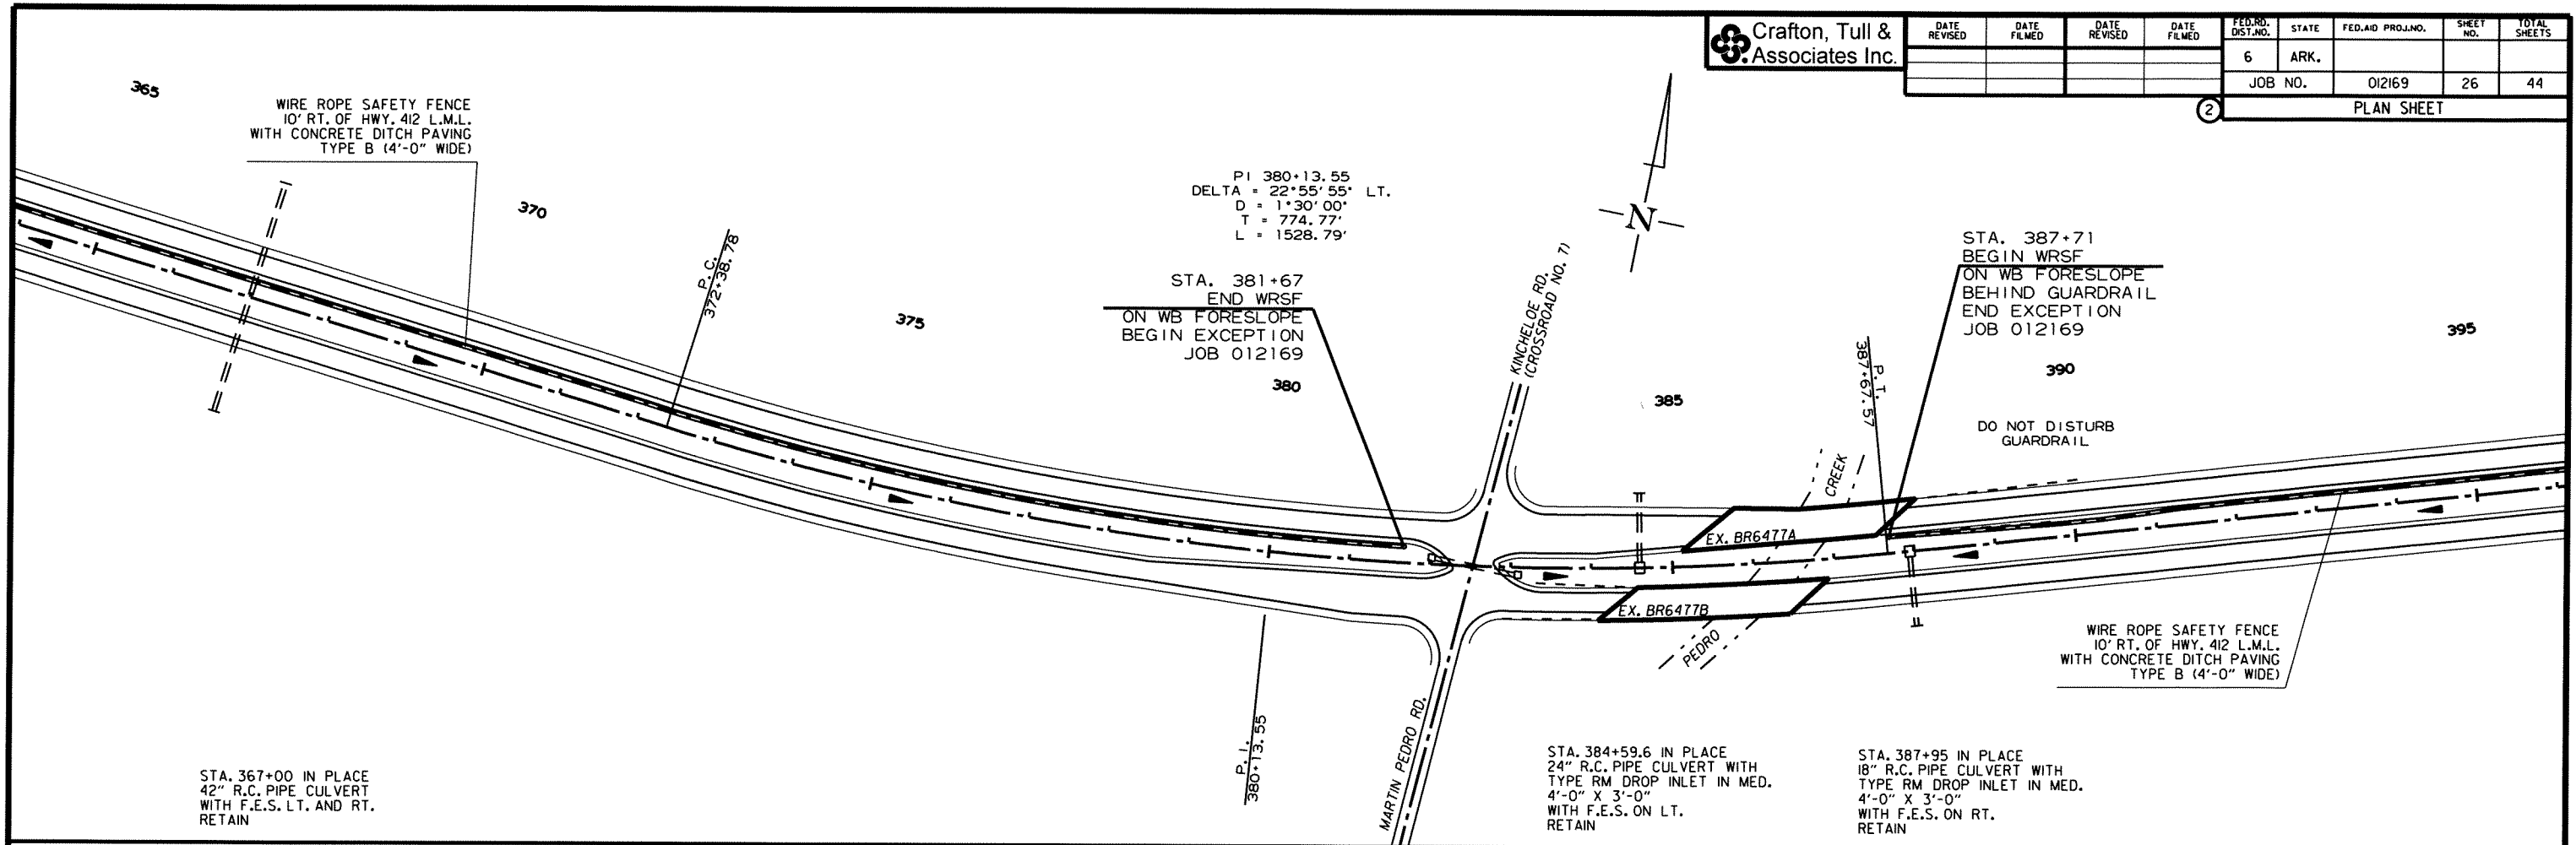 Crafton, Tull &
Associates Inc.
DATE REVISED
DATE FILMED
DATE REVISED
DATE FILMED
FED.RD. DIST.NO.
STATE
FED.AID PROJ.NO.
SHEET NO.
TOTAL SHEETS
6
ARK.
JOB NO.
012169
26
44
2
PLAN SHEET
365
WIRE ROPE SAFETY FENCE
10' RT. OF HWY. 412 L.M.L.
WITH CONCRETE DITCH PAVING
TYPE B (4'-0" WIDE)
370
P.C.
372+38.78
375
PI 380+13.55
DELTA = 22°55'55" LT.
D = 1°30'00"
T = 774.77'
L = 1528.79'
STA. 381+67
END WRSF
ON WB FORESLOPE
BEGIN EXCEPTION
JOB 012169
380
N
KINCHELOE RD.
(CROSSROAD NO. 7)
385
P.T.
387+67.57
STA. 387+71
BEGIN WRSF
ON WB FORESLOPE
BEHIND GUARDRAIL
END EXCEPTION
JOB 012169
390
395
DO NOT DISTURB
GUARDRAIL
CREEK
EX. BR6477A
EX. BR6477B
PEDRO
WIRE ROPE SAFETY FENCE
10' RT. OF HWY. 412 L.M.L.
WITH CONCRETE DITCH PAVING
TYPE B (4'-0" WIDE)
P.I.
380+13.55
MARTIN PEDRO RD.
STA. 367+00 IN PLACE
42" R.C. PIPE CULVERT
WITH F.E.S. LT. AND RT.
RETAIN
STA. 384+59.6 IN PLACE
24" R.C. PIPE CULVERT WITH
TYPE RM DROP INLET IN MED.
4'-0" X 3'-0"
WITH F.E.S. ON LT.
RETAIN
STA. 387+95 IN PLACE
18" R.C. PIPE CULVERT WITH
TYPE RM DROP INLET IN MED.
4'-0" X 3'-0"
WITH F.E.S. ON RT.
RETAIN